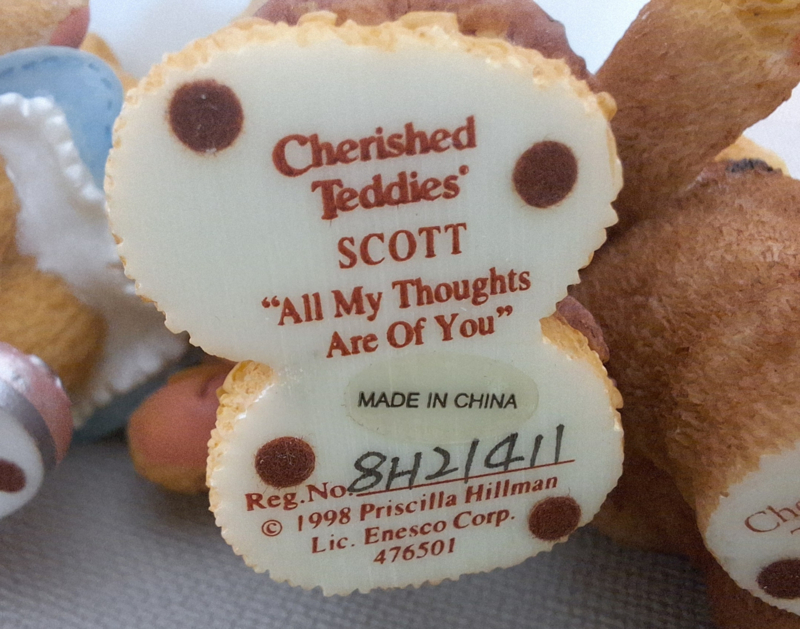 Cherished
Teddies®
SCOTT
“All My Thoughts
Are Of You”
MADE IN CHINA
Reg.No. 8H21411
© 1998 Priscilla Hillman
Lic. Enesco Corp.
476501